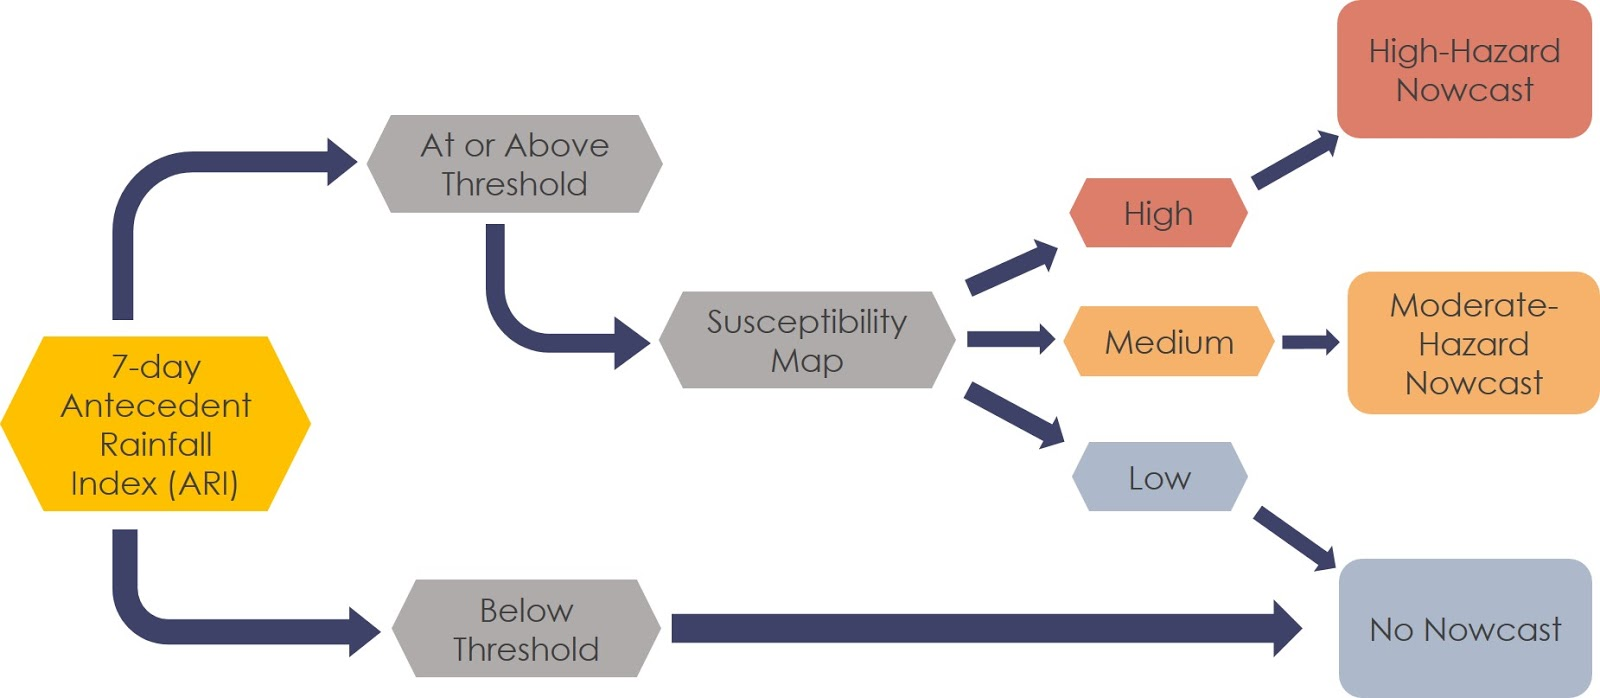 7-day
Antecedent
Rainfall
Index (ARI)
At or Above
Threshold
Susceptibility
Map
High
High-Hazard
Nowcast
Medium
Moderate-
Hazard
Nowcast
Low
Below
Threshold
No Nowcast